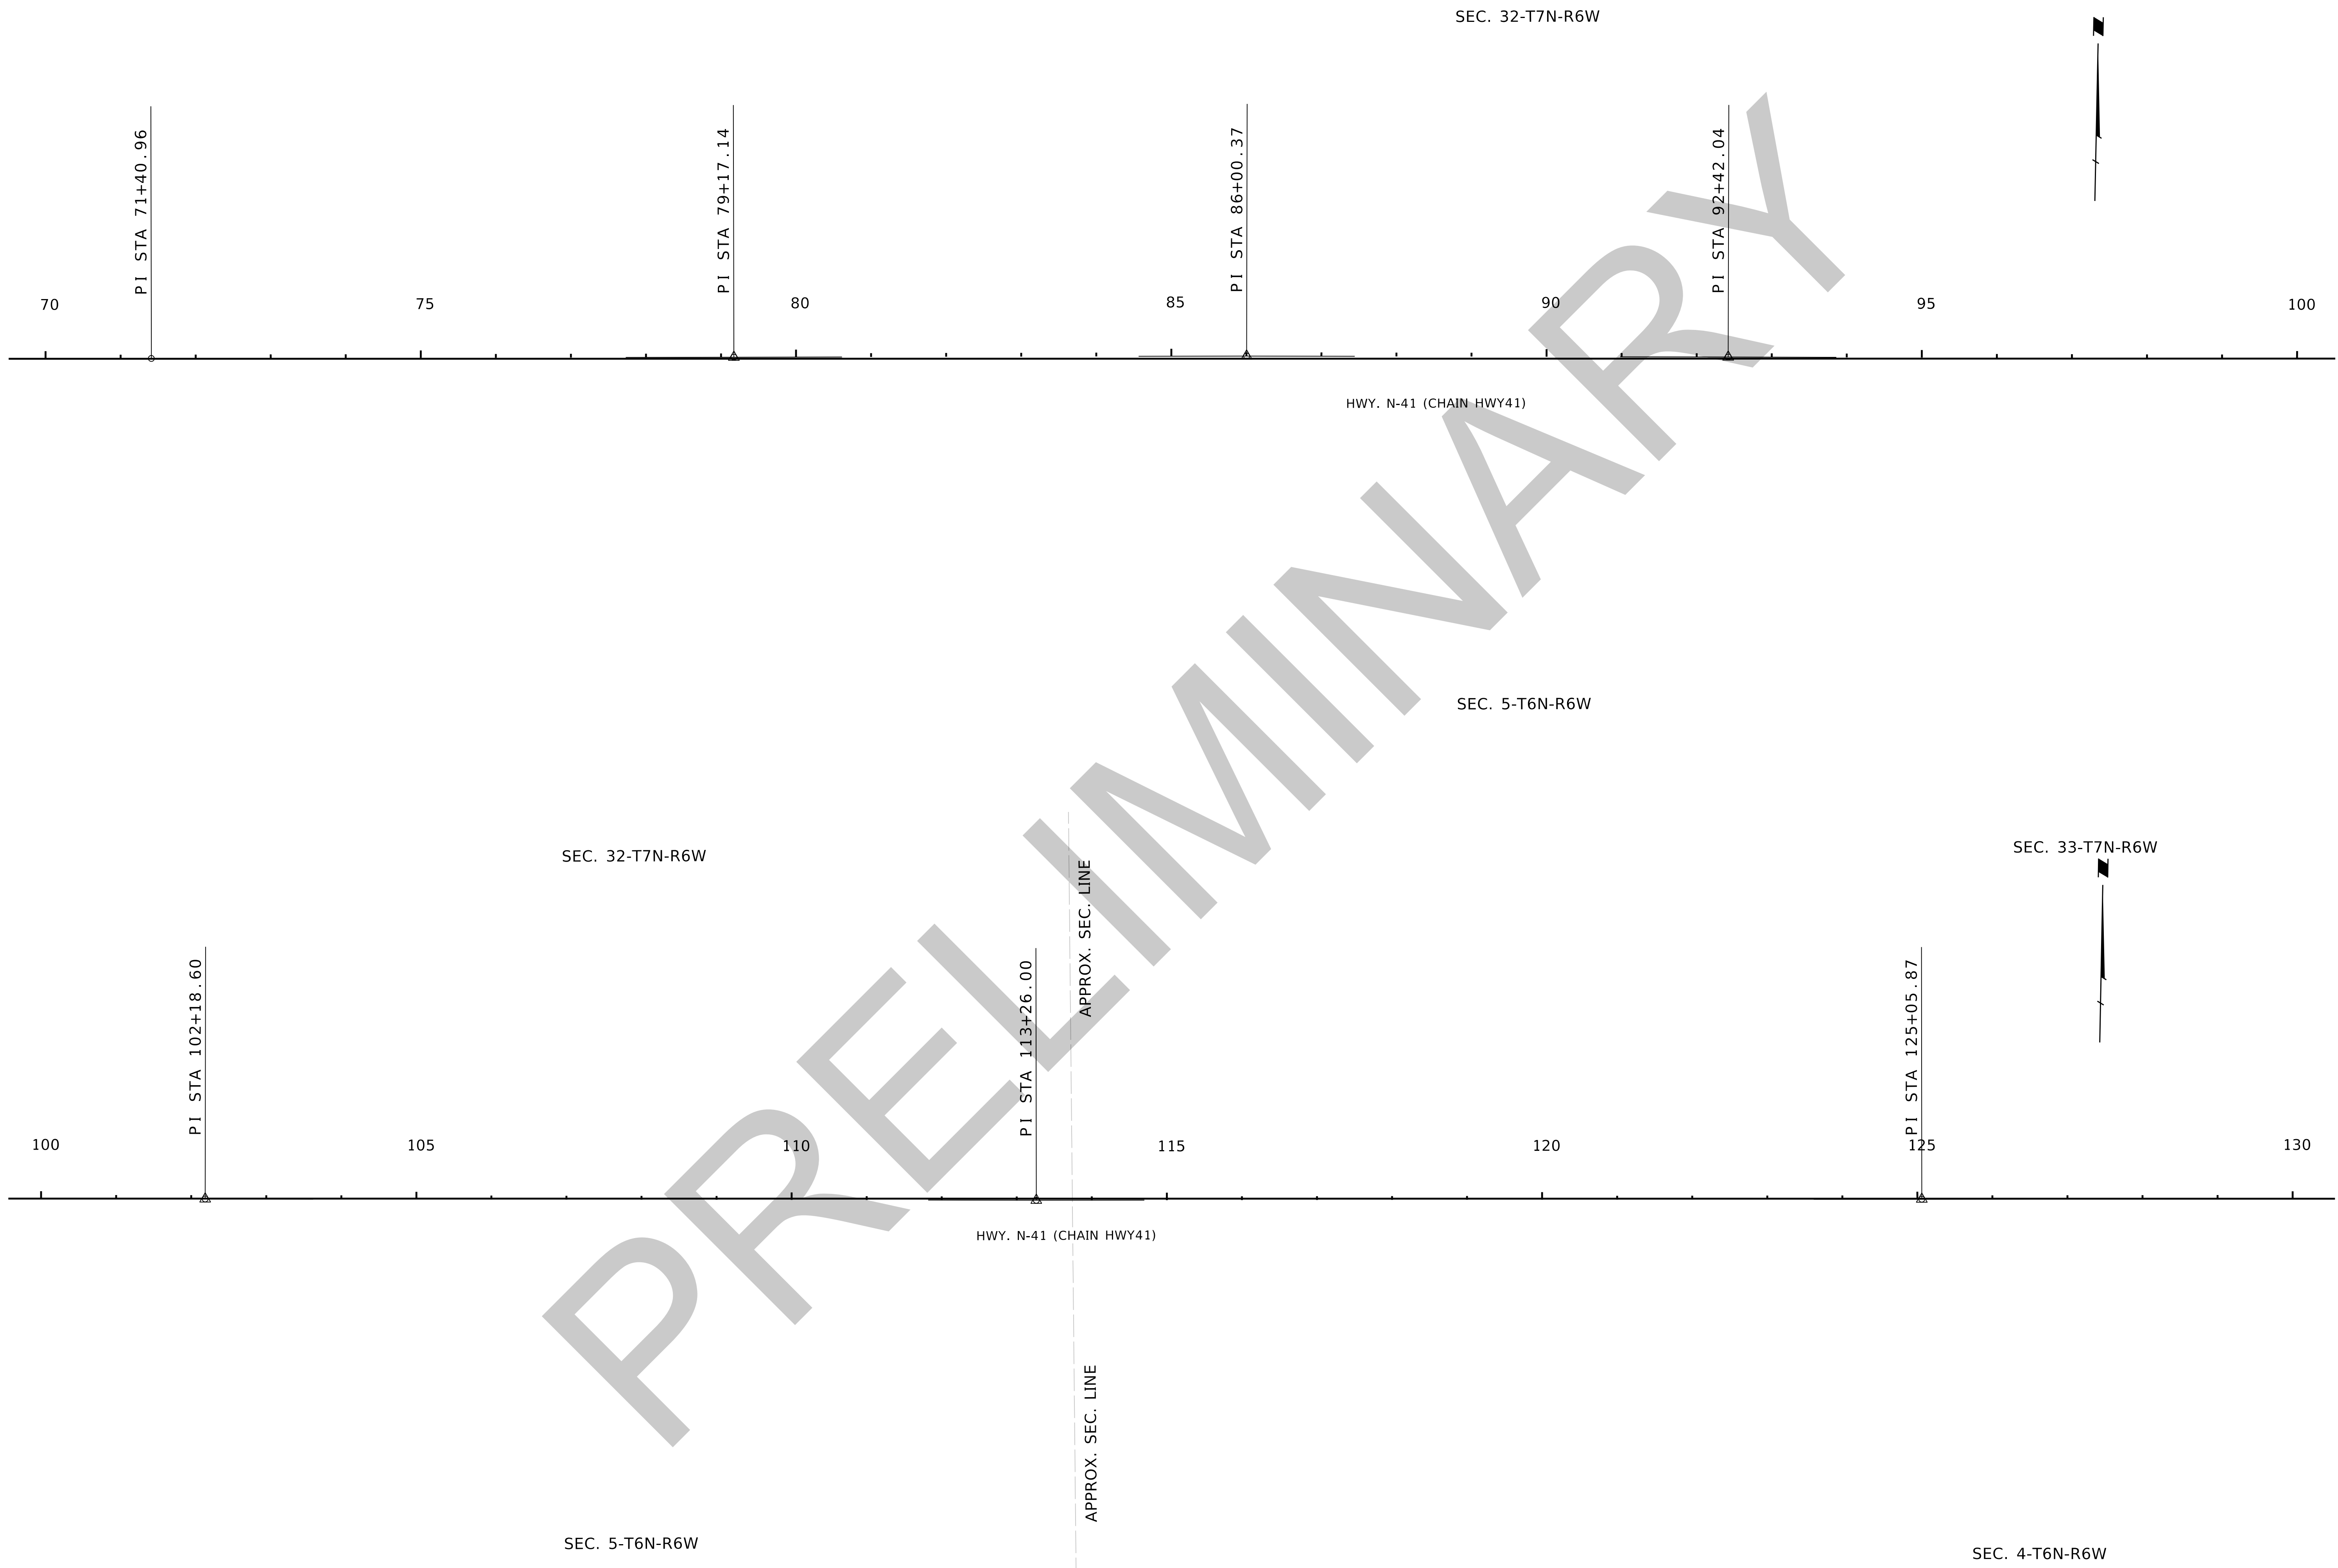 SEC. 32-T7N-R6W
N
PI STA 71+40.96
PI STA 79+17.14
PI STA 86+00.37
PI STA 92+42.04
70 75 80 85 90 95 100
HWY. N-41 (CHAIN HWY41)
PRELIMINARY
SEC. 5-T6N-R6W
SEC. 32-T7N-R6W
SEC. 33-T7N-R6W
N
APPROX. SEC. LINE
PI STA 102+18.60
PI STA 113+26.00
PI STA 125+05.87
100 105 110 115 120 125 130
HWY. N-41 (CHAIN HWY41)
APPROX. SEC. LINE
SEC. 5-T6N-R6W
SEC. 4-T6N-R6W